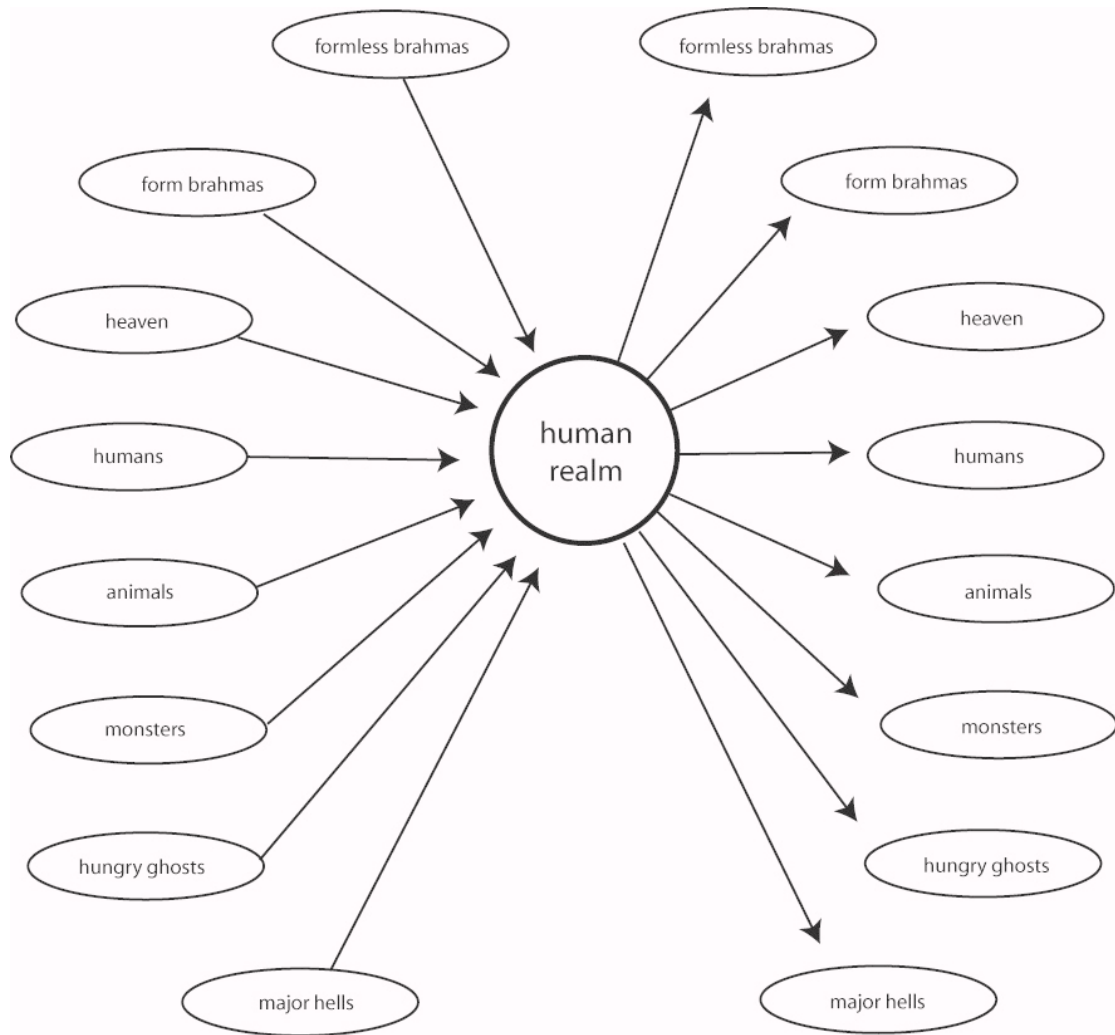 formless brahmas
formless brahmas
form brahmas
form brahmas
heaven
heaven
human
realm
humans
humans
animals
animals
monsters
monsters
hungry ghosts
hungry ghosts
major hells
major hells